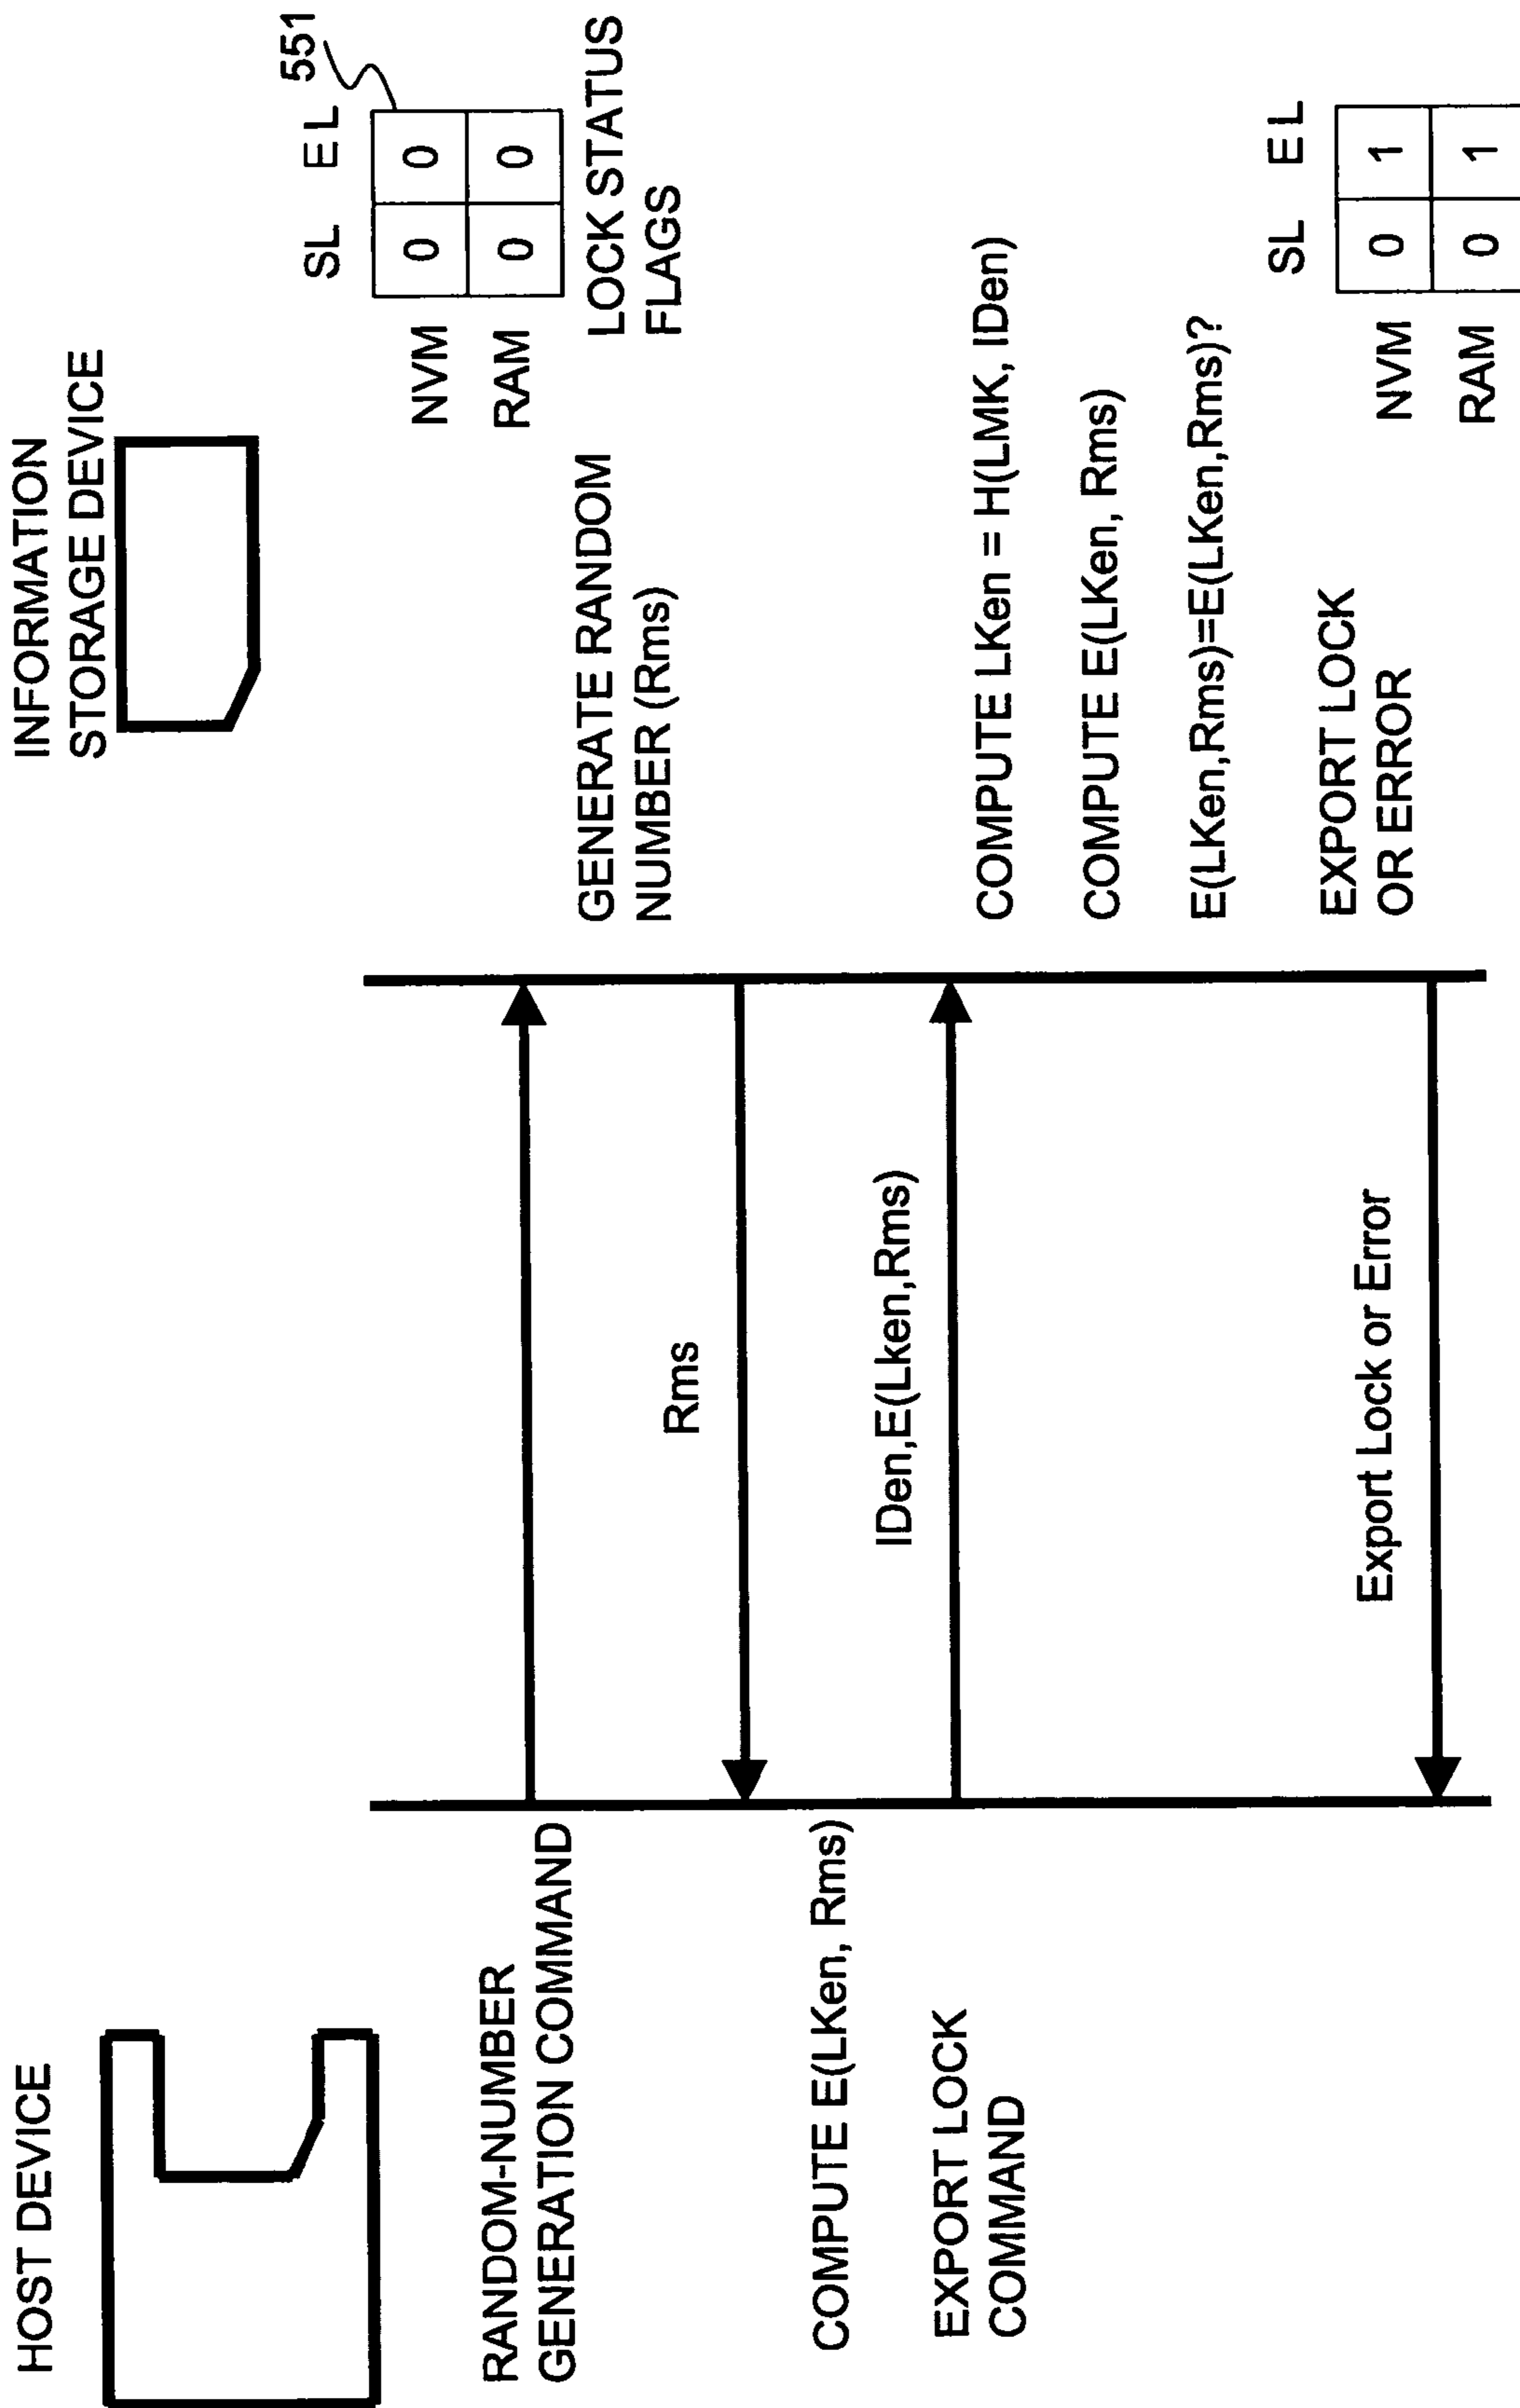 HOST DEVICE
INFORMATION
STORAGE DEVICE
551
SL EL
NVM 0 0
RAM 0 0
LOCK STATUS
FLAGS
RANDOM-NUMBER
GENERATION COMMAND
GENERATE RANDOM
NUMBER (Rms)
Rms
COMPUTE E(LKen, Rms)
EXPORT LOCK
COMMAND
IDen,E(Lken,Rms)
COMPUTE LKen = H(LMK, IDen)
COMPUTE E(LKen, Rms)
E(LKen,Rms)=E(LKen,Rms)?
EXPORT LOCK
OR ERROR
Export Lock or Error
SL EL
NVM 0 1
RAM 0 1